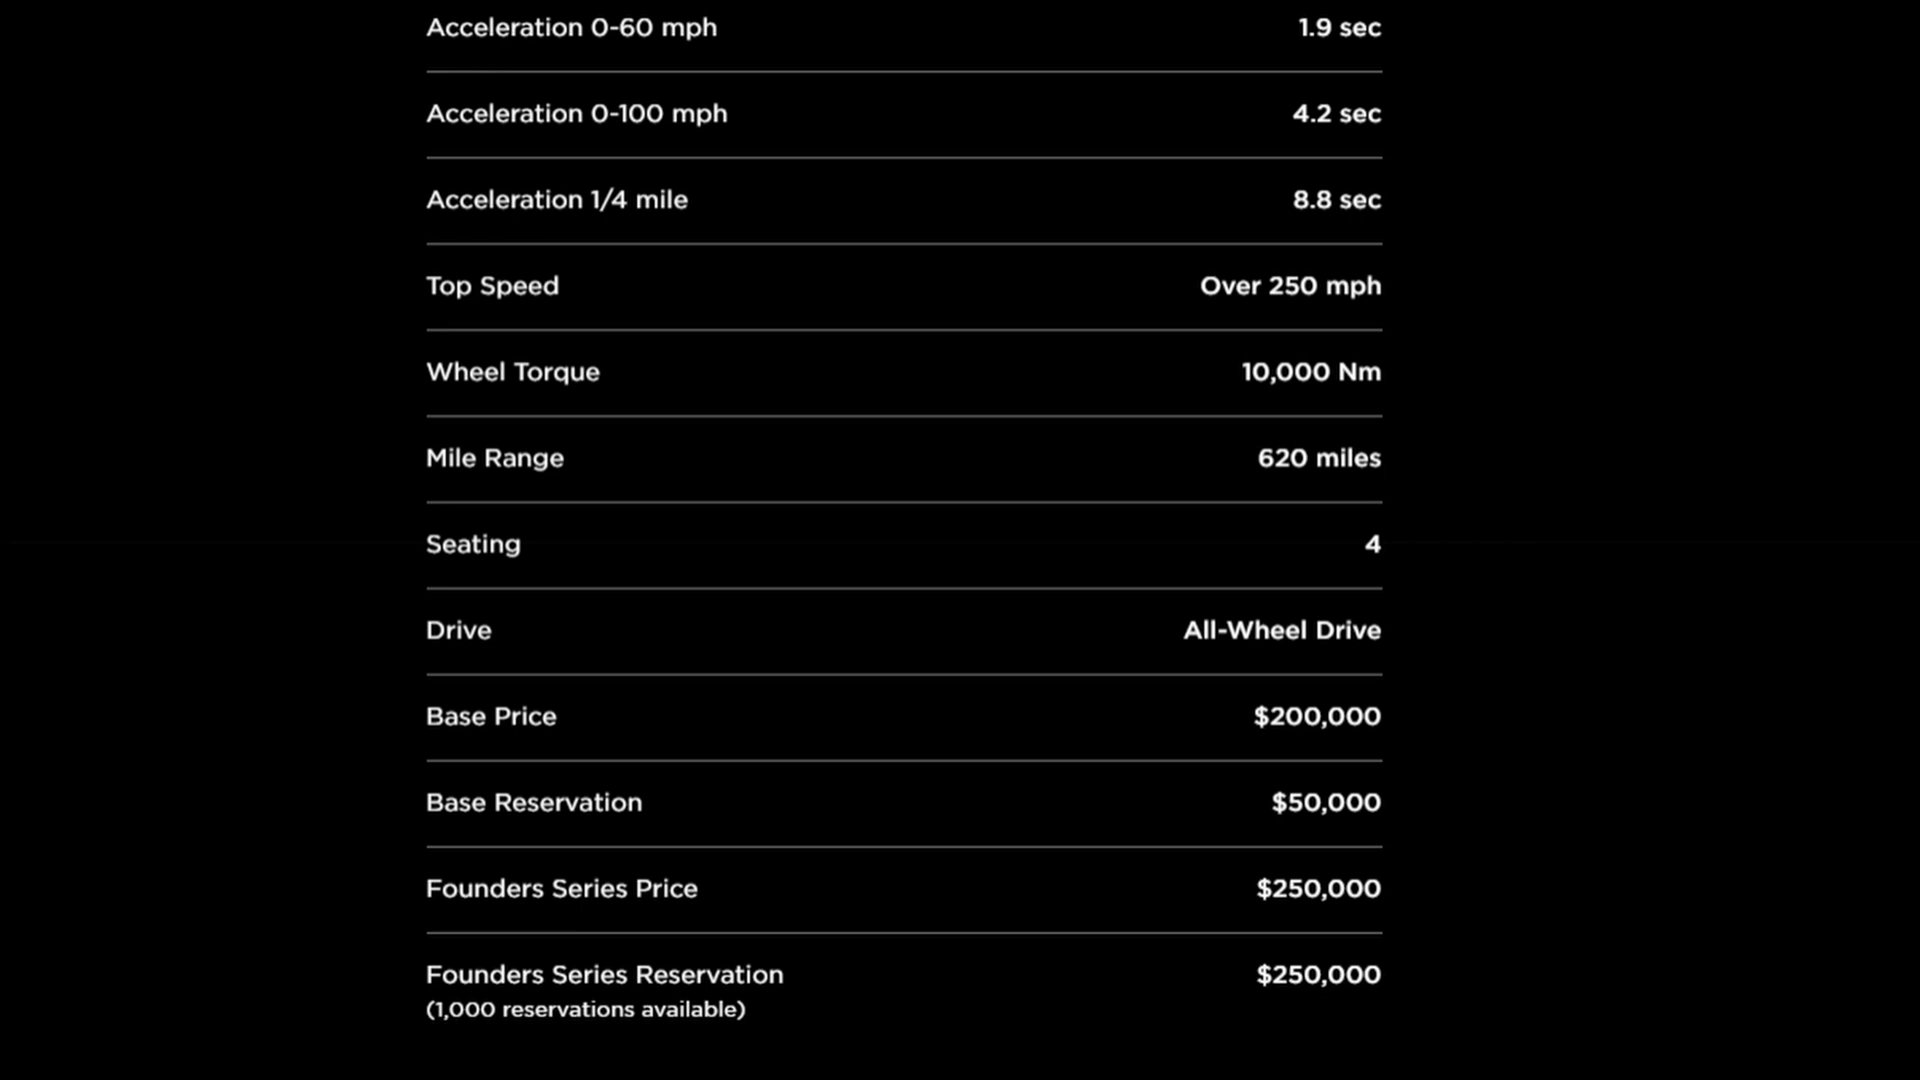 Acceleration 0-60 mph 1.9 sec
Acceleration 0-100 mph 4.2 sec
Acceleration 1/4 mile 8.8 sec
Top Speed Over 250 mph
Wheel Torque 10,000 Nm
Mile Range 620 miles
Seating 4
Drive All-Wheel Drive
Base Price $200,000
Base Reservation $50,000
Founders Series Price $250,000
Founders Series Reservation $250,000
(1,000 reservations available)